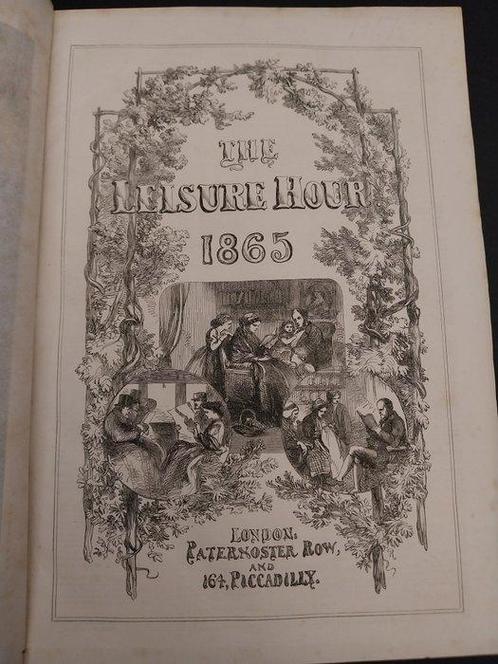 THE
LEISURE HOUR
1865
LONDON.
PATERNOSTER ROW,
AND
164, PICCADILLY.